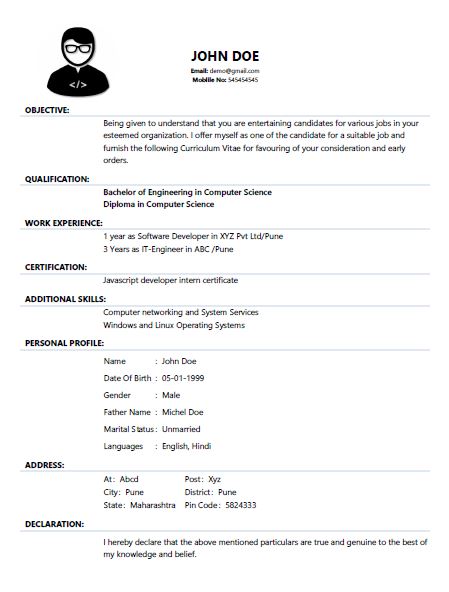 JOHN DOE
Email: demo@gmail.com
Moblile No: 545454545
</>
OBJECTIVE:
Being given to understand that you are entertaining candidates for various jobs in your
esteemed organization. I offer myself as one of the candidate for a suitable job and
furnish the following Curriculum Vitae for favouring of your consideration and early
orders.
QUALIFICATION:
Bachelor of Engineering in Computer Science
Diploma in Computer Science
WORK EXPERIENCE:
1 year as Software Developer in XYZ Pvt Ltd/Pune
3 Years as IT-Engineer in ABC /Pune
CERTIFICATION:
Javascript developer intern certificate
ADDITIONAL SKILLS:
Computer networking and System Services
Windows and Linux Operating Systems
PERSONAL PROFILE:
Name : John Doe
Date Of Birth : 05-01-1999
Gender : Male
Father Name : Michel Doe
Marital Status : Unmarried
Languages : English, Hindi
ADDRESS:
At: Abcd Post: Xyz
City: Pune District: Pune
State: Maharashtra Pin Code: 5824333
DECLARATION:
I hereby declare that the above mentioned particulars are true and genuine to the best of
my knowledge and belief.